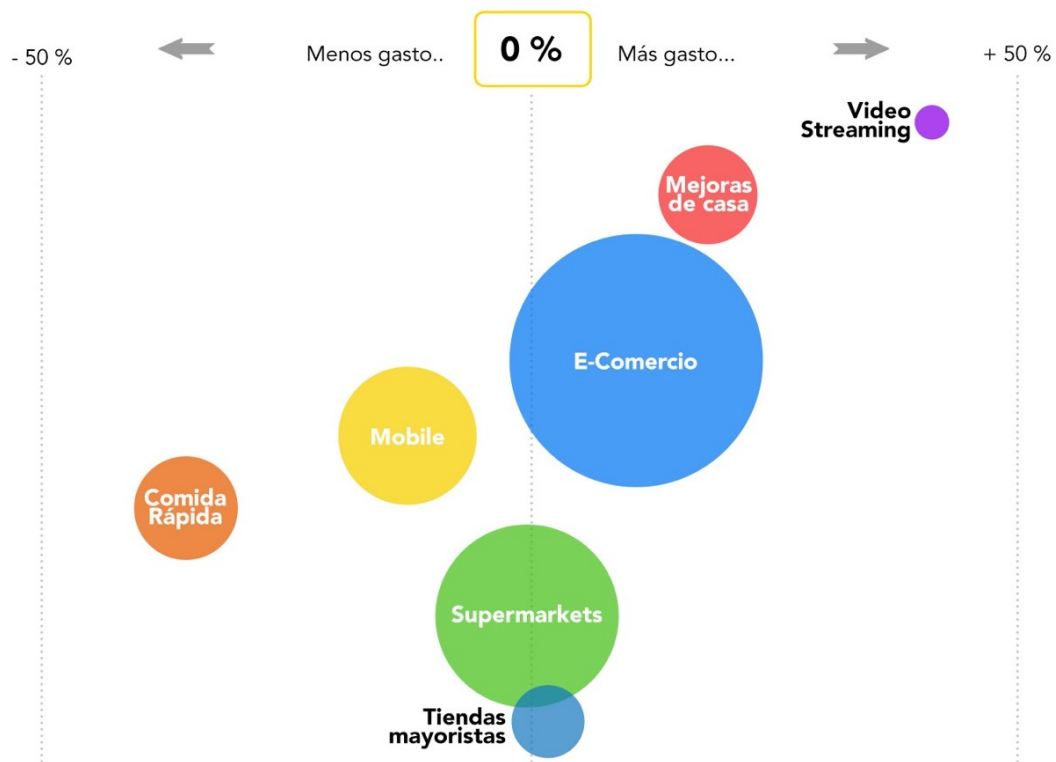 - 50 %
Menos gasto..
0 %
Más gasto...
+ 50 %
Video
Streaming
Mejoras
de casa
E-Comercio
Mobile
Comida
Rápida
Supermarkets
Tiendas
mayoristas